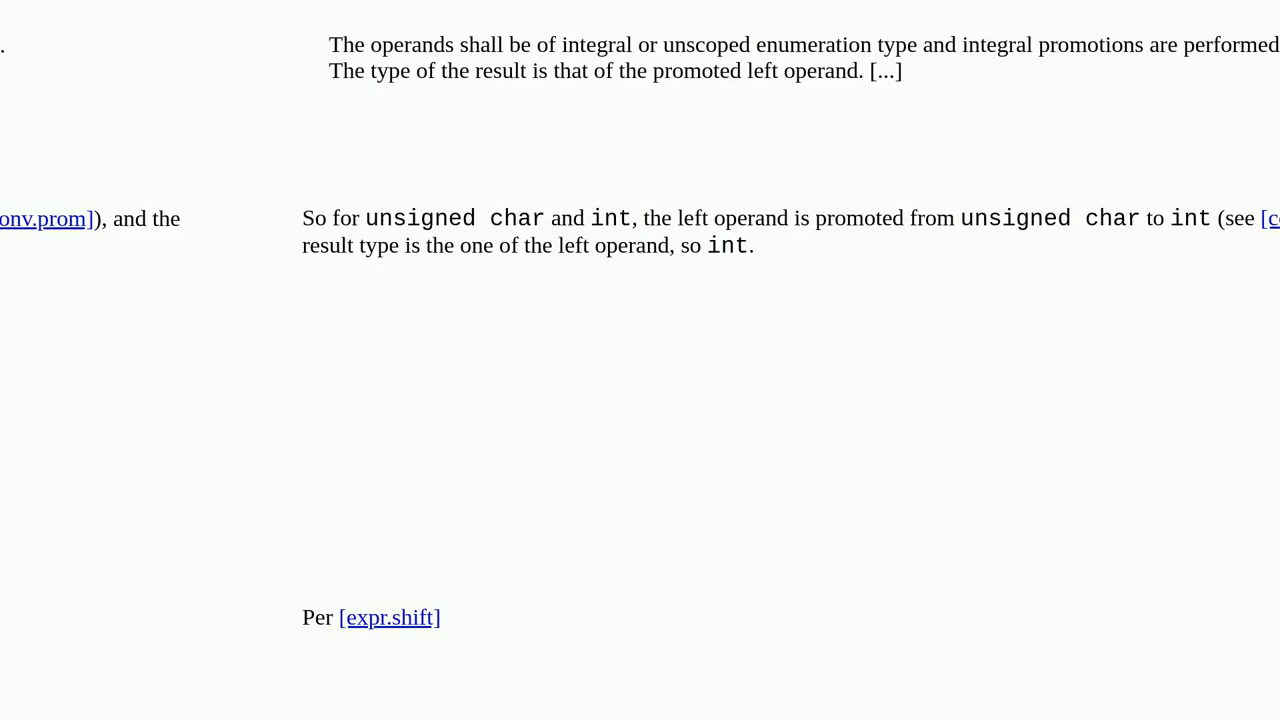 .
The operands shall be of integral or unscoped enumeration type and integral promotions are performed
The type of the result is that of the promoted left operand. [...]
onv.prom]), and the
So for unsigned char and int, the left operand is promoted from unsigned char to int (see [c
result type is the one of the left operand, so int.
Per [expr.shift]